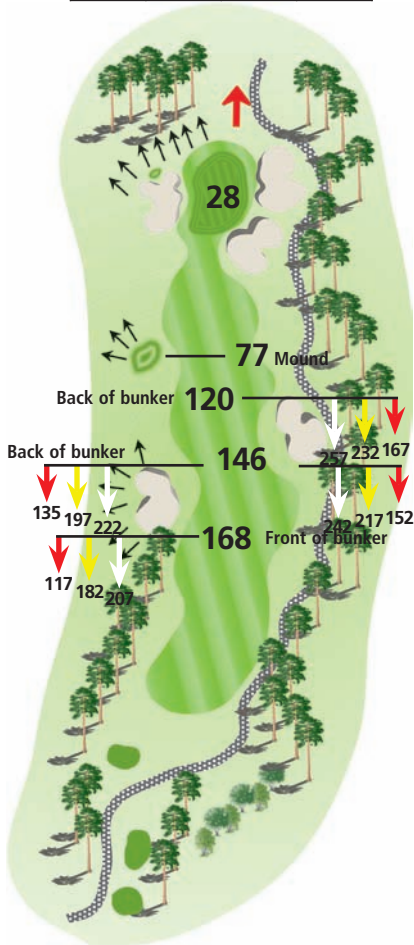 28
77 Mound
Back of bunker 120
257 232 167
Back of bunker 146
135 197 222
242 217 152
168 Front of bunker
117 182 207